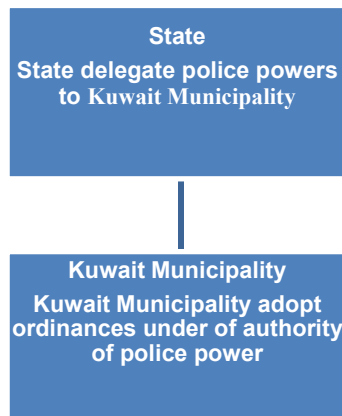 State
State delegate police powers
to Kuwait Municipality
Kuwait Municipality
Kuwait Municipality adopt
ordinances under of authority
of police power